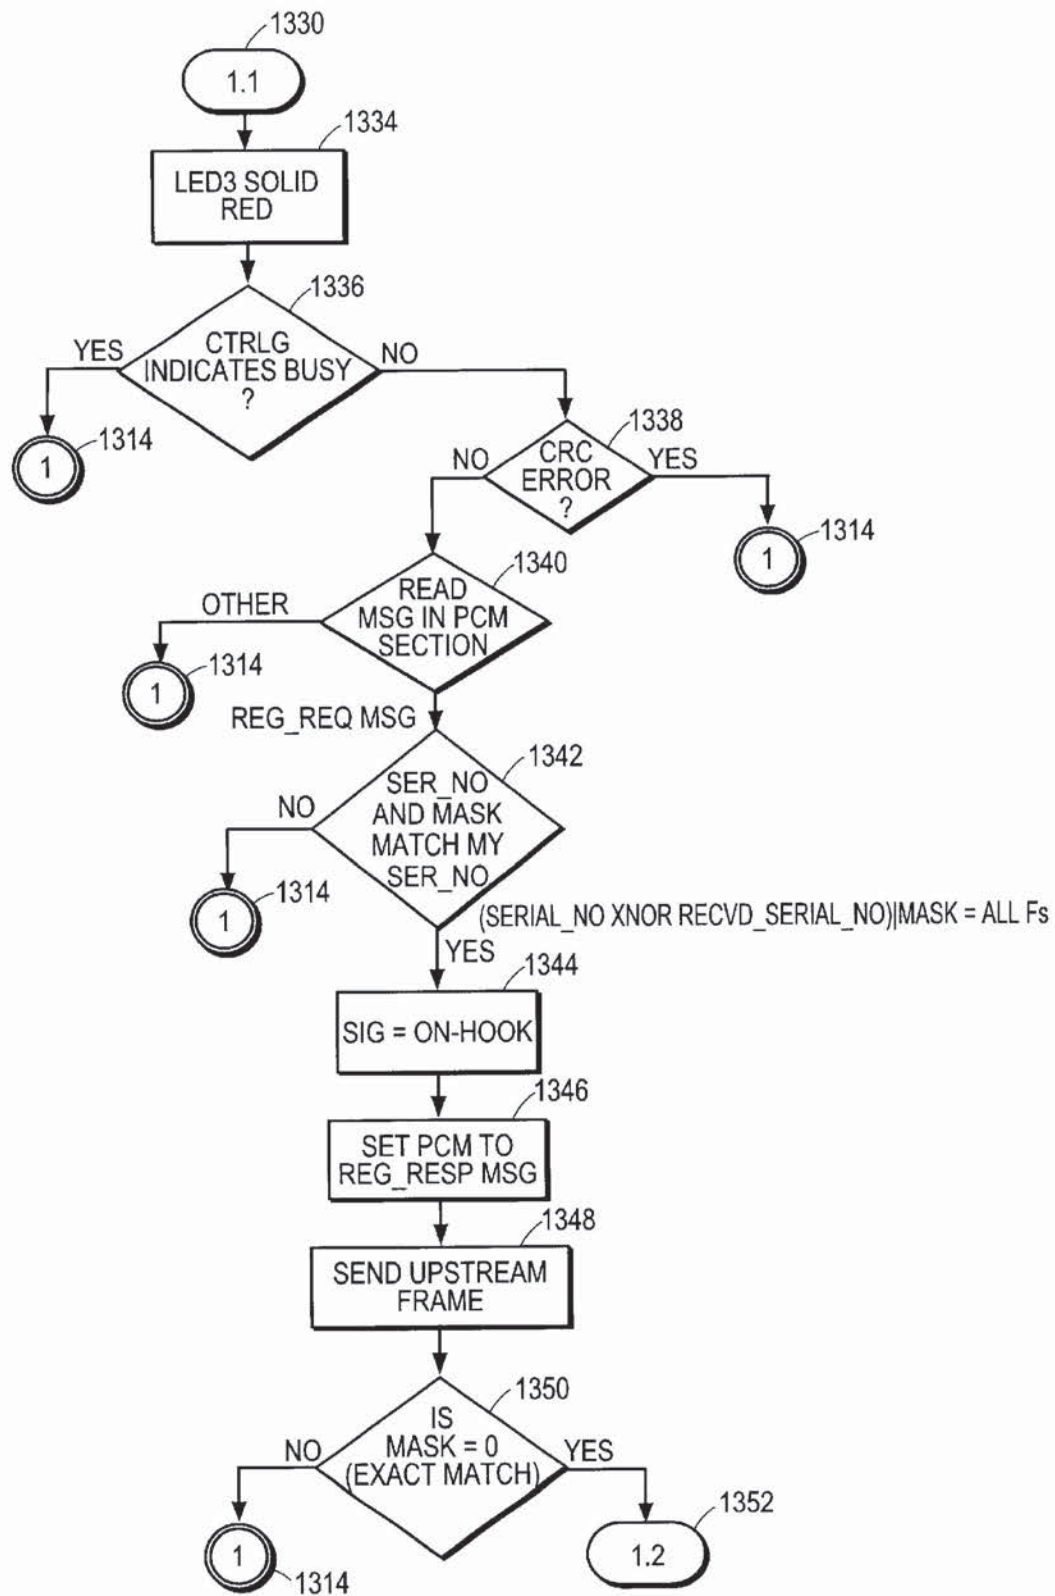 1330
1.1
1334
LED3 SOLID
RED
1336
CTRLG
INDICATES BUSY
?
YES
NO
1314
1
1338
CRC
ERROR
?
NO
YES
1314
1
1340
READ
MSG IN PCM
SECTION
OTHER
1314
1
REG_REQ MSG
1342
SER_NO
AND MASK
MATCH MY
SER_NO
NO
1314
1
(SERIAL_NO XNOR RECVD_SERIAL_NO)|MASK = ALL Fs
YES
1344
SIG = ON-HOOK
1346
SET PCM TO
REG_RESP MSG
1348
SEND UPSTREAM
FRAME
1350
IS
MASK = 0
(EXACT MATCH)
NO
YES
1
1314
1352
1.2